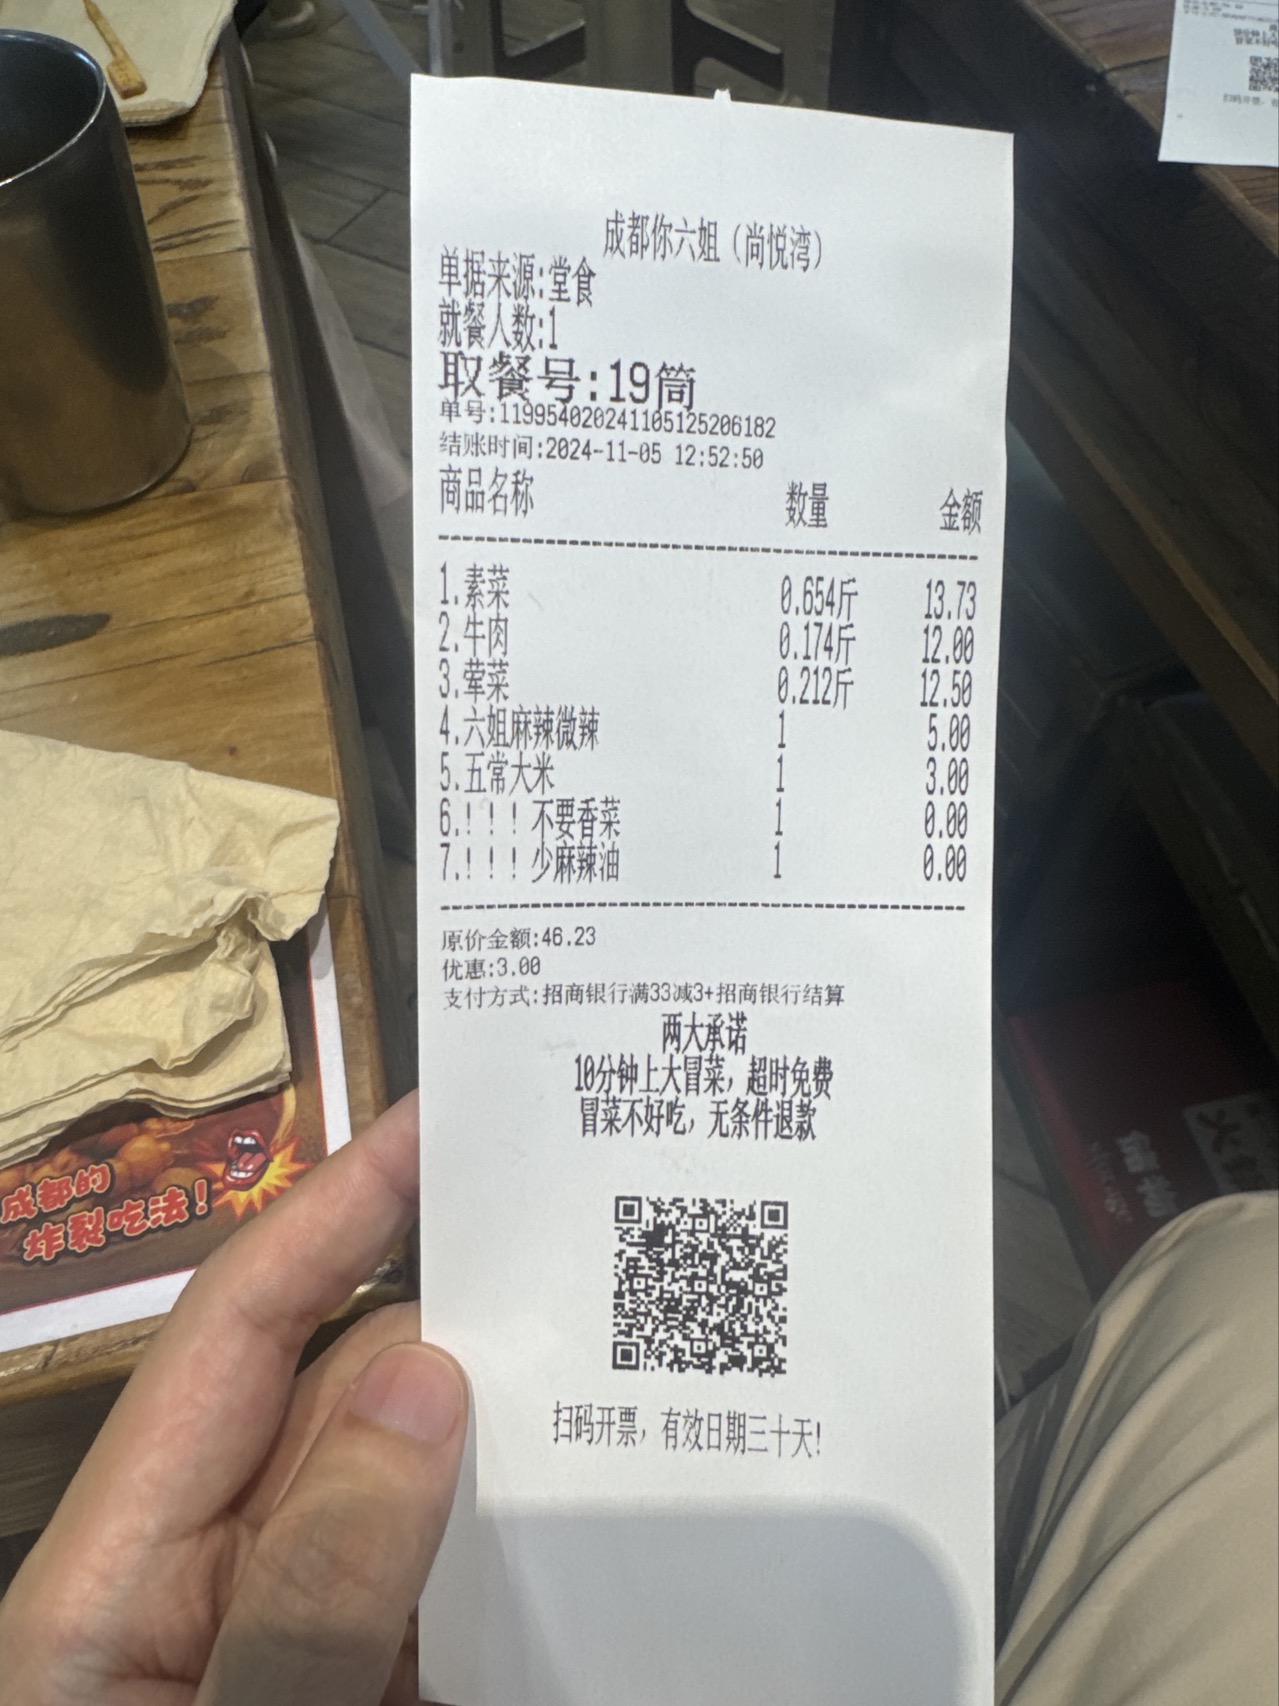 成都你六姐（尚悦湾）
单据来源:堂食
就餐人数:1
取餐号:19筒
单号:119954020241105125206182
结账时间:2024-11-05 12:52:50
商品名称 数量 金额
1.素菜 0.654斤 13.73
2.牛肉 0.174斤 12.00
3.荤菜 0.212斤 12.50
4.六姐麻辣微辣 1 5.00
5.五常大米 1 3.00
6.！！！不要香菜 1 0.00
7.！！！少麻辣油 1 0.00
原价金额:46.23
优惠:3.00
支付方式:招商银行满33减3+招商银行结算
两大承诺
10分钟上大冒菜，超时免费
冒菜不好吃，无条件退款
扫码开票，有效日期三十天!
成都的
炸裂吃法!